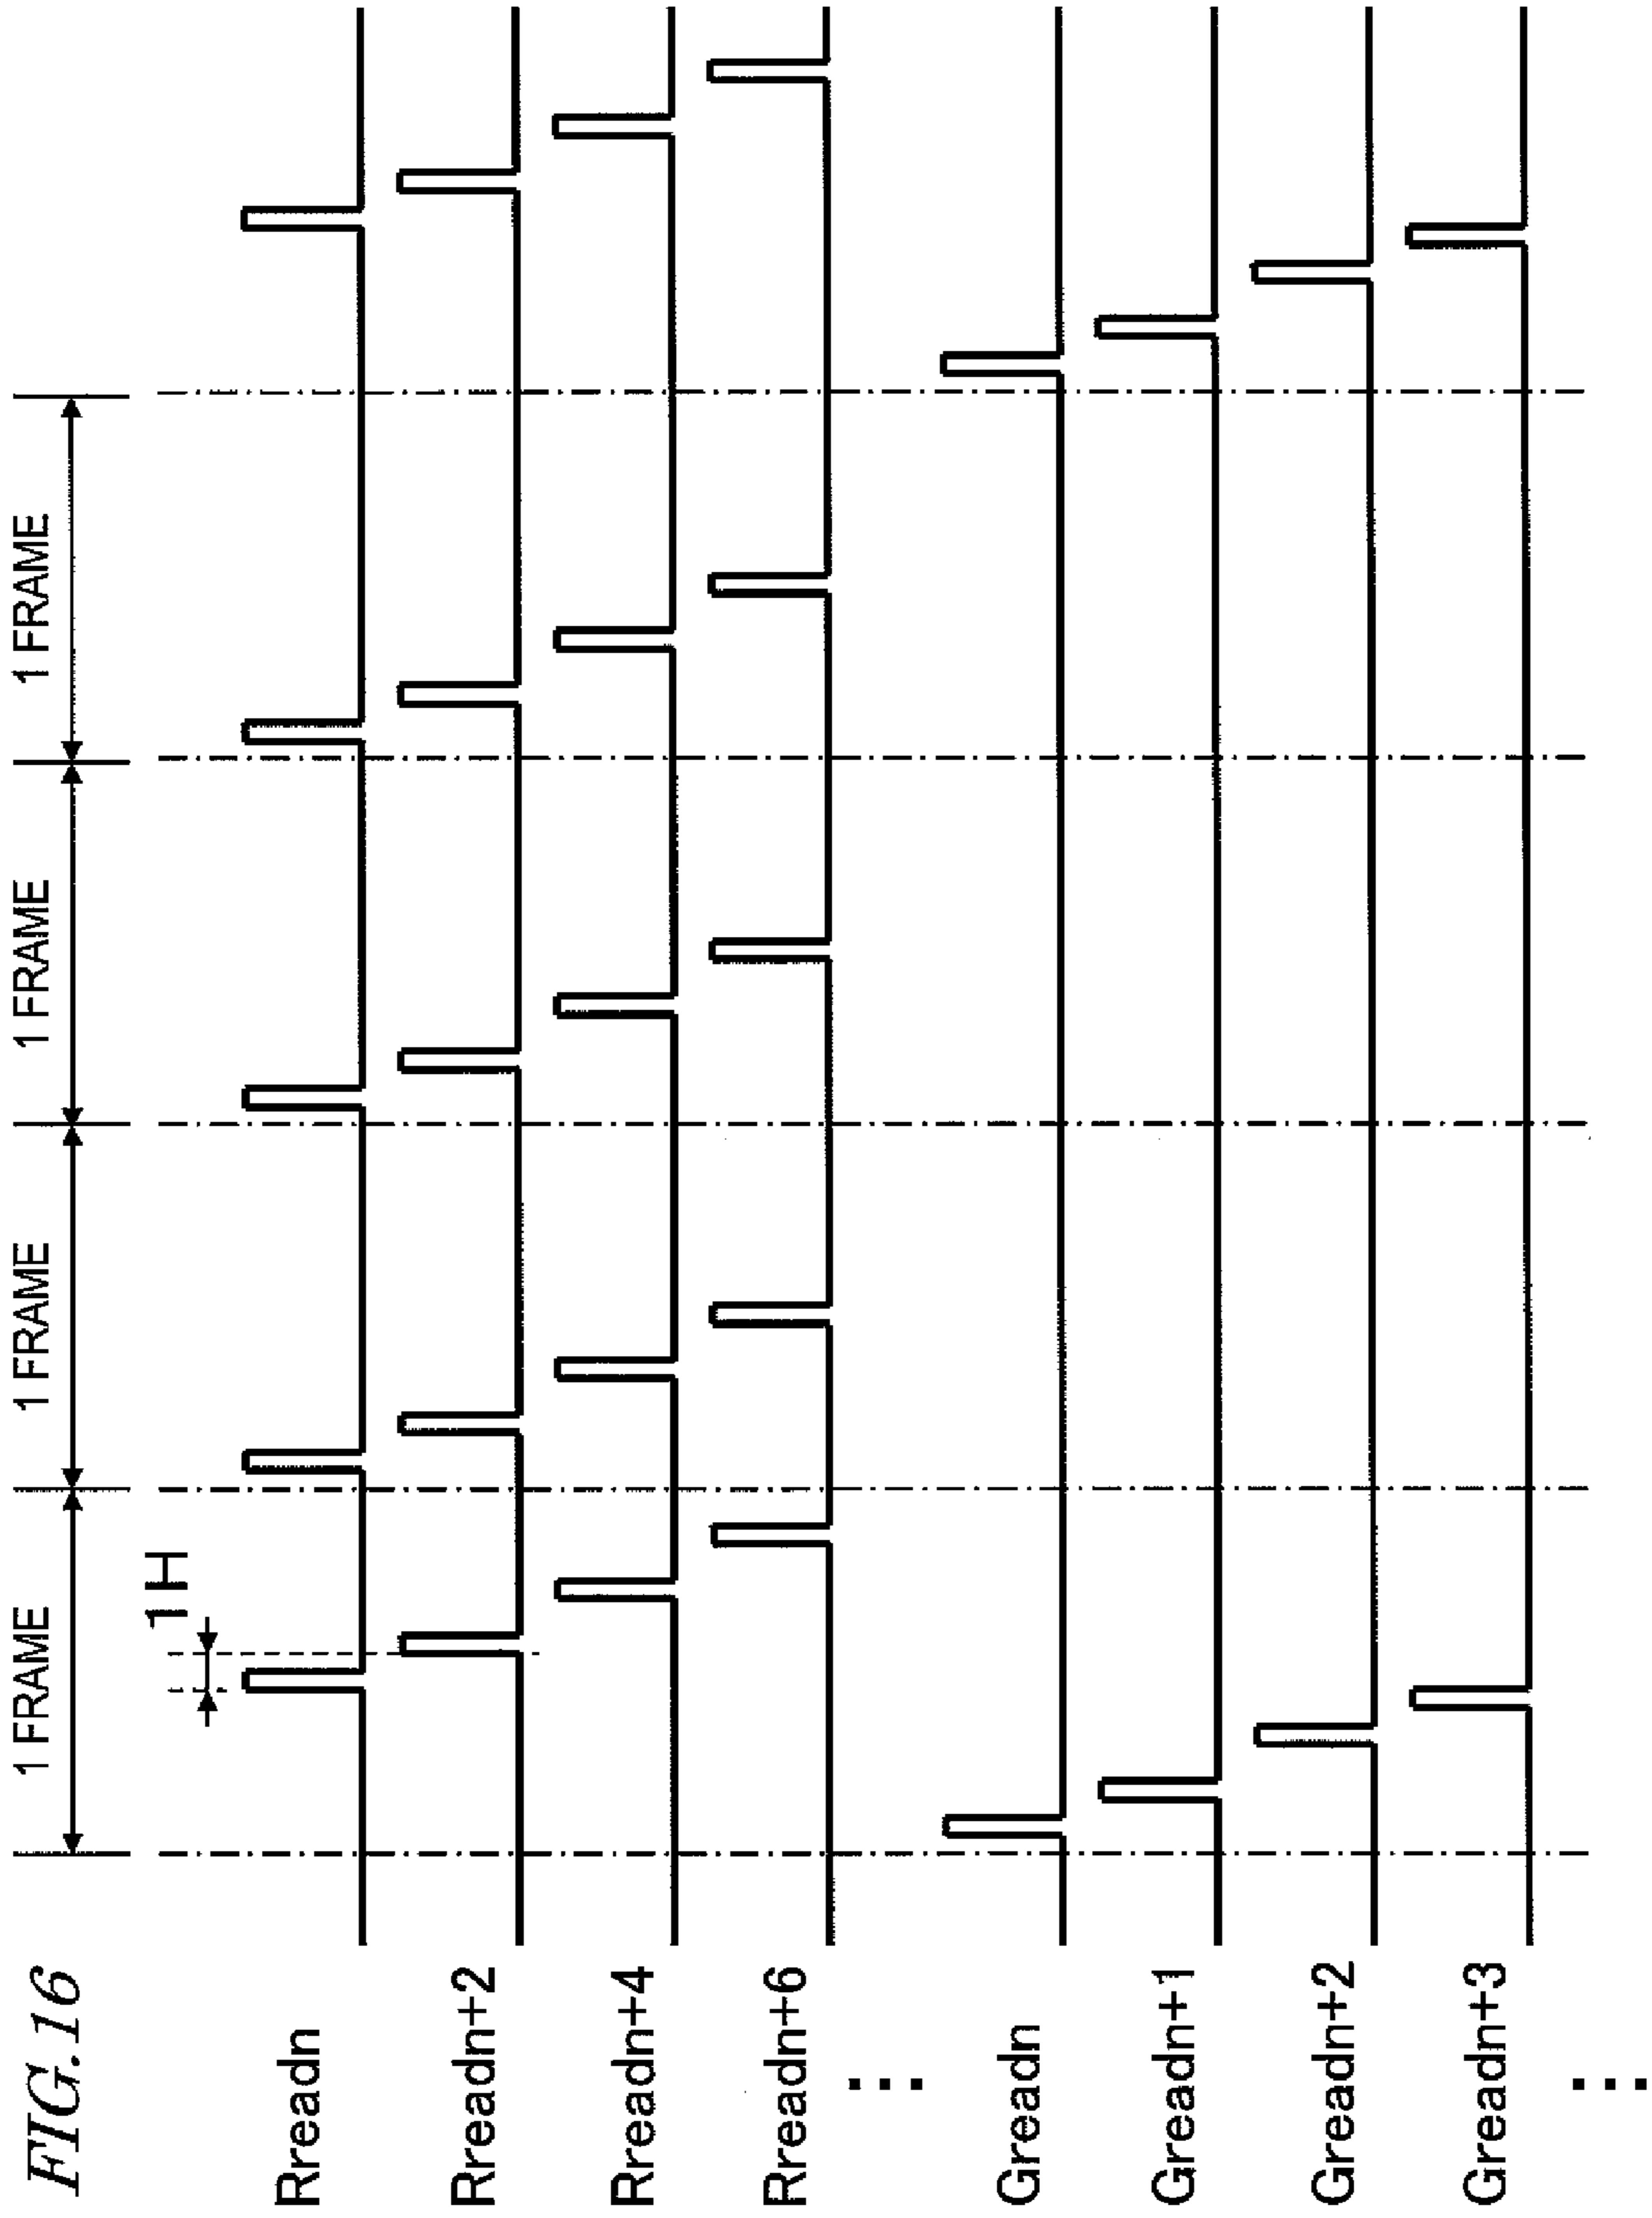 FIG.16
1 FRAME
1 FRAME
1 FRAME
1 FRAME
1H
Rreadn
Rreadn+2
Rreadn+4
Rreadn+6
⋮
Greadn
Greadn+1
Greadn+2
Greadn+3
⋮